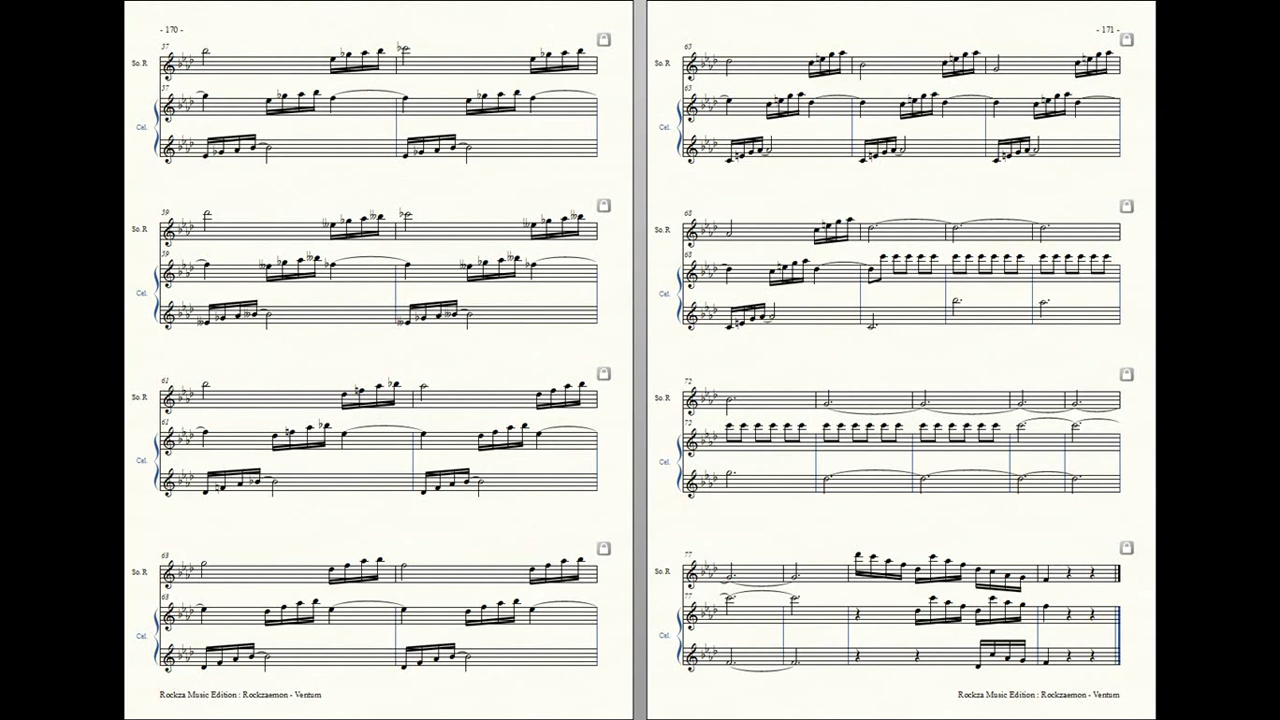 - 170 -
57
So. R
57
Cel.
59
So. R
59
Cel.
61
So. R
61
Cel.
63
So. R
63
Cel.
Rockza Music Edition : Rockzaemon - Ventum
- 171 -
65
So. R
65
Cel.
68
So. R
68
Cel.
72
So. R
72
Cel.
77
So. R
77
Cel.
Rockza Music Edition : Rockzaemon - Ventum